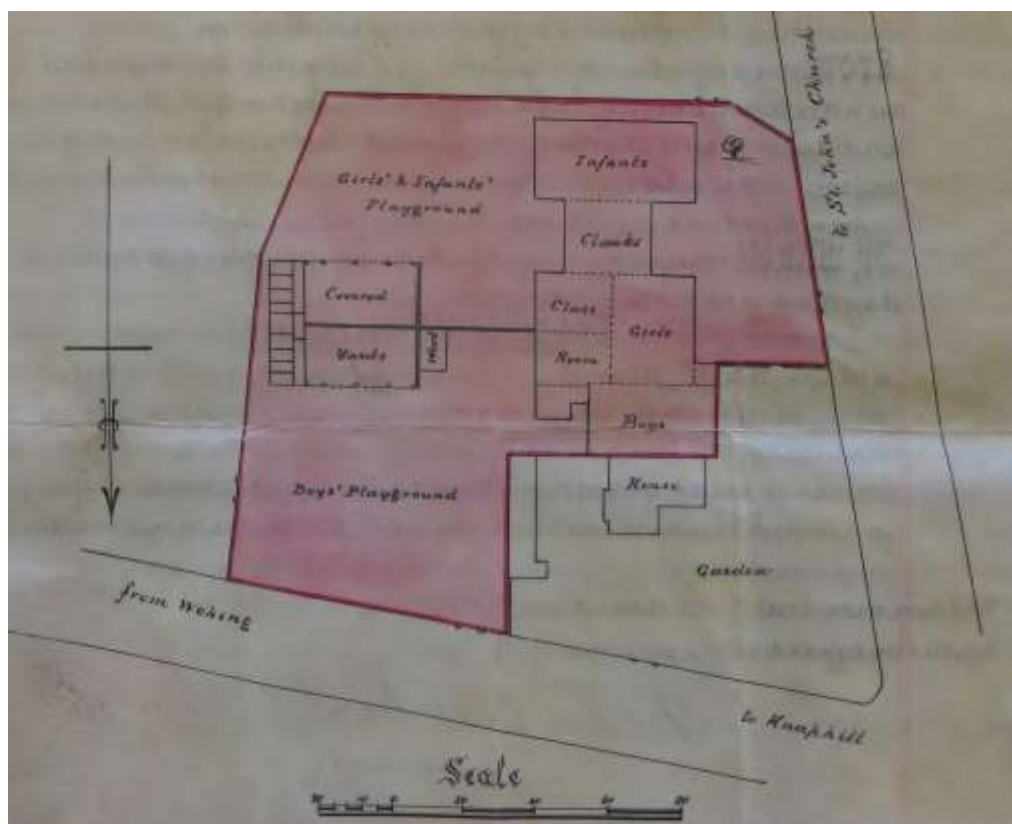 to St. John's Church
Infants
Girls' & Infants'
Playground
Cloaks
Covered
Class
Girls
Yards
Wood
Room
Boys
House
Boys' Playground
Garden
from Woking
to Knaphill
Scale